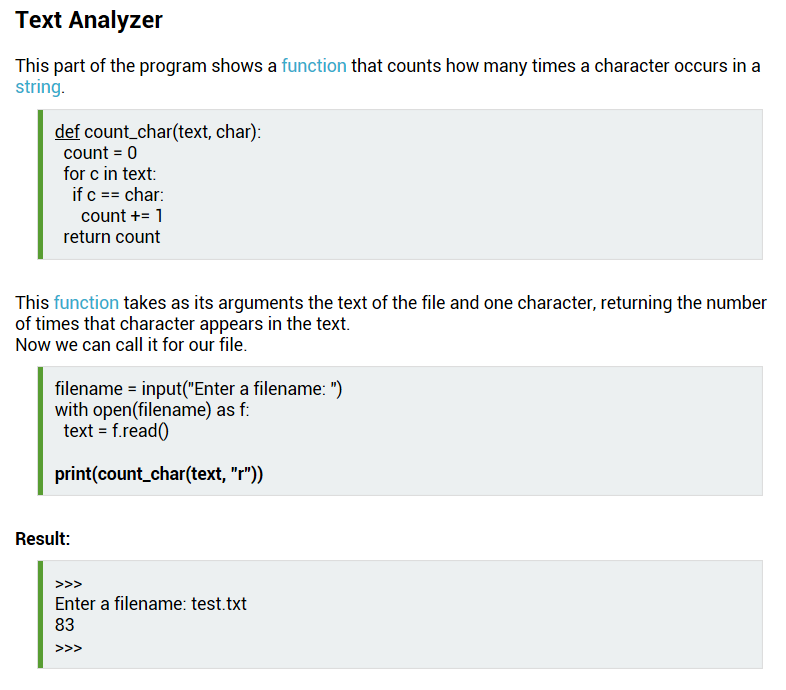 Text Analyzer
This part of the program shows a function that counts how many times a character occurs in a
string.
def count_char(text, char):
count = 0
for c in text:
if c == char:
count += 1
return count
This function takes as its arguments the text of the file and one character, returning the number
of times that character appears in the text.
Now we can call it for our file.
filename = input("Enter a filename: ")
with open(filename) as f:
text = f.read()
print(count_char(text, "r"))
Result:
>>>
Enter a filename: test.txt
83
>>>